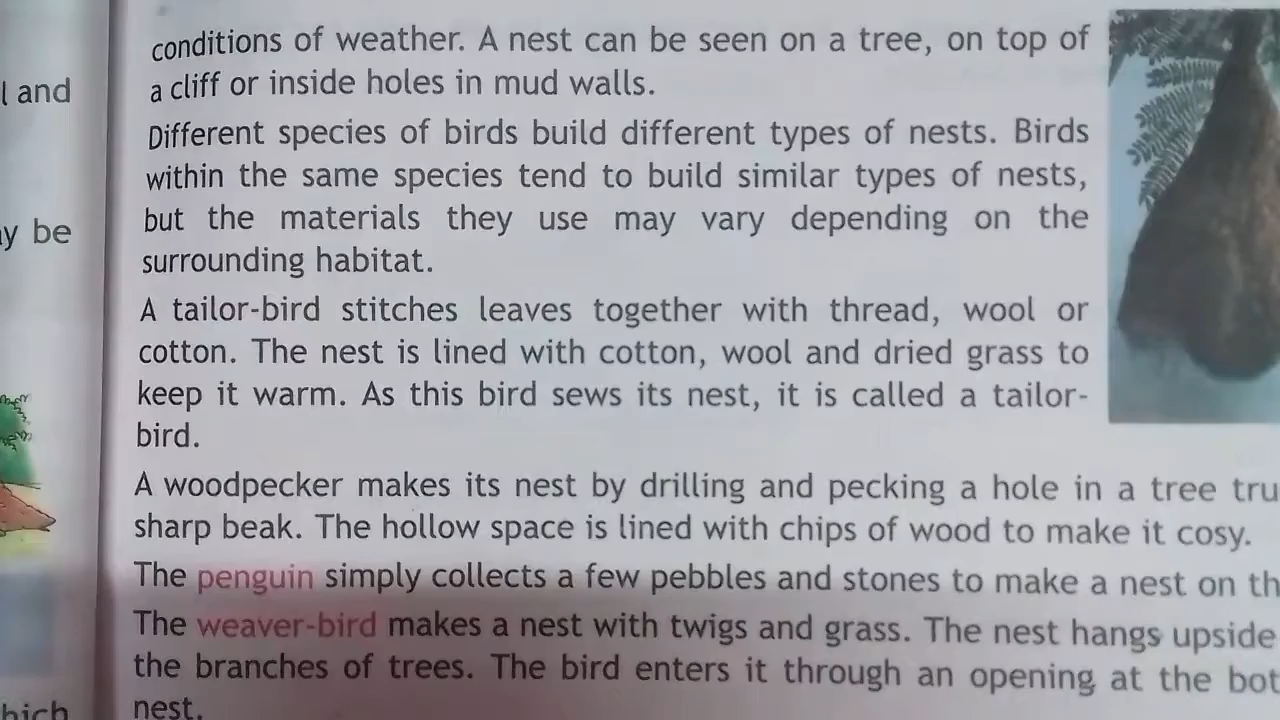 conditions of weather. A nest can be seen on a tree, on top of
a cliff or inside holes in mud walls.
Different species of birds build different types of nests. Birds
within the same species tend to build similar types of nests,
but the materials they use may vary depending on the
surrounding habitat.
A tailor-bird stitches leaves together with thread, wool or
cotton. The nest is lined with cotton, wool and dried grass to
keep it warm. As this bird sews its nest, it is called a tailor-
bird.
A woodpecker makes its nest by drilling and pecking a hole in a tree
sharp beak. The hollow space is lined with chips of wood to make it cosy.
The penguin simply collects a few pebbles and stones to make a nest on
The weaver-bird makes a nest with twigs and grass. The nest hangs upside
the branches of trees. The bird enters it through an opening at the
nest.
and
be